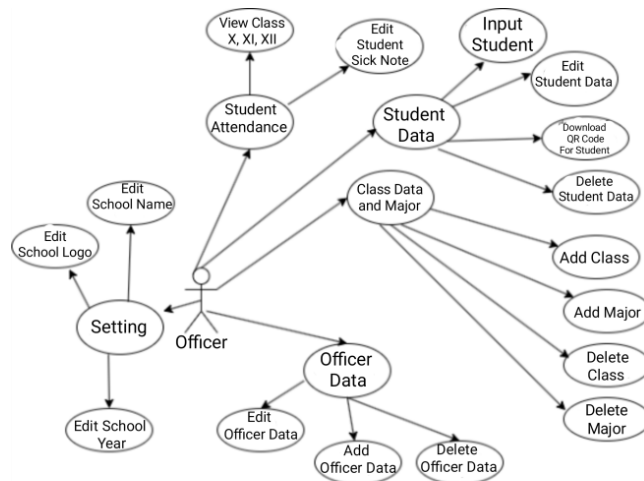 View Class
X, XI, XII
Edit
Student
Sick Note
Student
Attendance
Input
Student
Edit
Student Data
Student
Data
Download
QR Code
For Student
Delete
Student Data
Class Data
and Major
Edit
School Name
Edit
School Logo
Add Class
Add Major
Delete
Class
Delete
Major
Setting
Officer
Officer
Data
Edit School
Year
Edit
Officer Data
Add
Officer Data
Delete
Officer Data